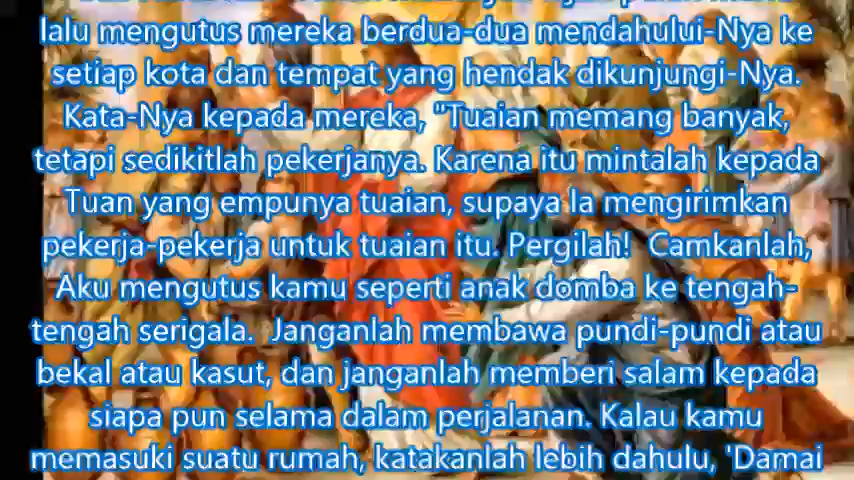 lalu mengutus mereka berdua-dua mendahului-Nya ke
setiap kota dan tempat yang hendak dikunjungi-Nya.
Kata-Nya kepada mereka, "Tuaian memang banyak,
tetapi sedikitlah pekerjanya. Karena itu mintalah kepada
Tuan yang empunya tuaian, supaya Ia mengirimkan
pekerja-pekerja untuk tuaian itu. Pergilah!  Camkanlah,
Aku mengutus kamu seperti anak domba ke tengah-
tengah serigala.  Janganlah membawa pundi-pundi atau
bekal atau kasut, dan janganlah memberi salam kepada
siapa pun selama dalam perjalanan. Kalau kamu
memasuki suatu rumah, katakanlah lebih dahulu, 'Damai